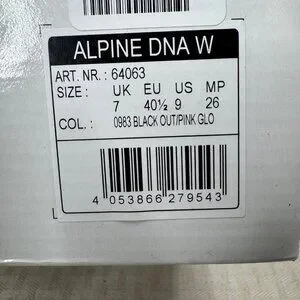 ALPINE DNA W
ART. NR. : 64063
SIZE : UK EU US MP
7 40½ 9 26
COL. : 0983 BLACK OUT/PINK GLO
4 053866 279543